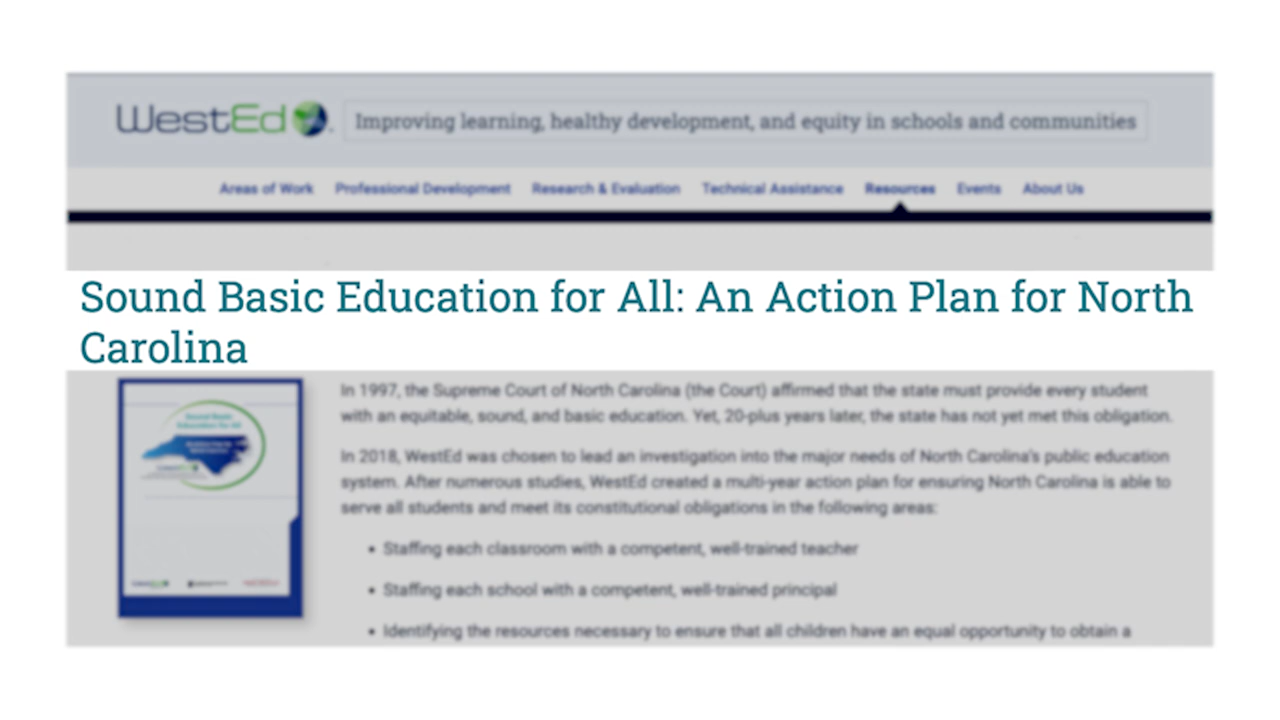 WestEd
Improving learning, healthy development, and equity in schools and communities
Areas of Work Professional Development Research & Evaluation Technical Assistance Resources Events About Us
Sound Basic Education for All: An Action Plan for North
Carolina
Sound Basic
Education for All
In 1997, the Supreme Court of North Carolina (the Court) affirmed that the state must provide every student
with an equitable, sound, and basic education. Yet, 20-plus years later, the state has not yet met this obligation.
In 2018, WestEd was chosen to lead an investigation into the major needs of North Carolina's public education
system. After numerous studies, WestEd created a multi-year action plan for ensuring North Carolina is able to
serve all students and meet its constitutional obligations in the following areas:
• Staffing each classroom with a competent, well-trained teacher
• Staffing each school with a competent, well-trained principal
• Identifying the resources necessary to ensure that all children have an equal opportunity to obtain a